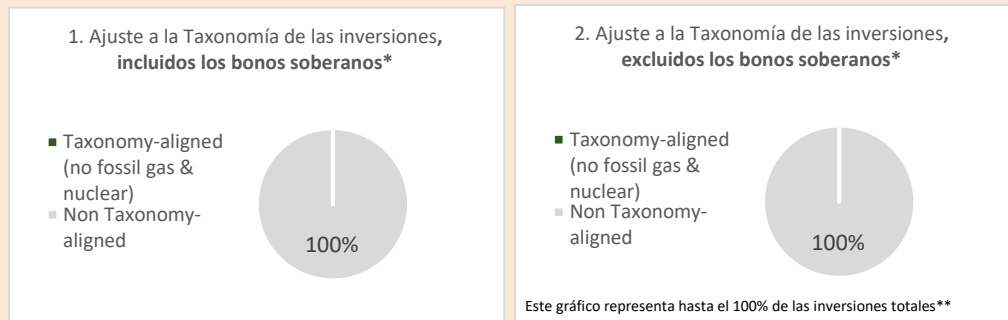 1. Ajuste a la Taxonomía de las inversiones,
incluidos los bonos soberanos*
Taxonomy-aligned
(no fossil gas &
nuclear)
Non Taxonomy-
aligned
100%
2. Ajuste a la Taxonomía de las inversiones,
excluidos los bonos soberanos*
Taxonomy-aligned
(no fossil gas &
nuclear)
Non Taxonomy-
aligned
100%
Este gráfico representa hasta el 100% de las inversiones totales**